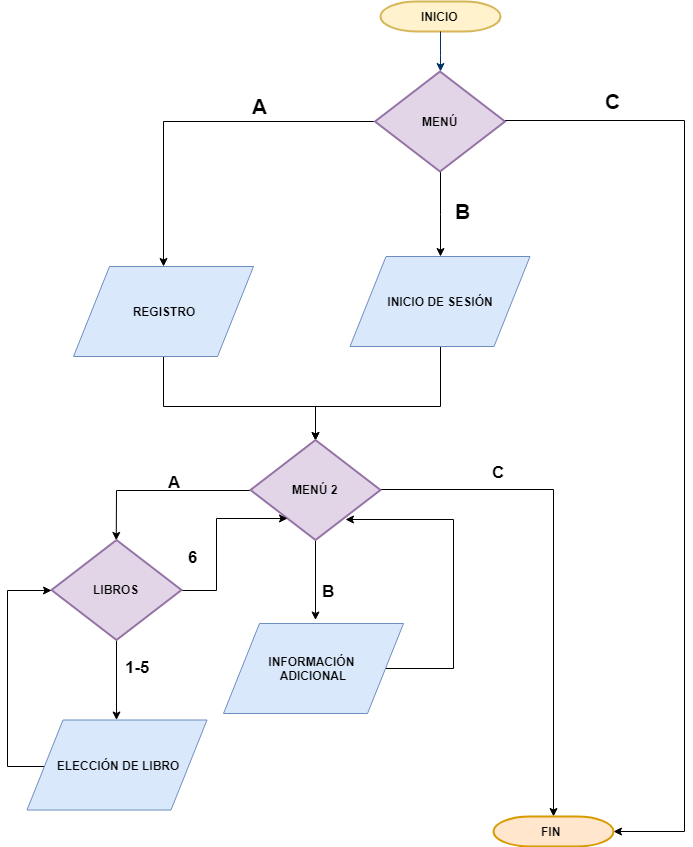 INICIO
MENÚ
A
C
B
REGISTRO
INICIO DE SESIÓN
MENÚ 2
A
C
LIBROS
6
B
1-5
INFORMACIÓN
ADICIONAL
ELECCIÓN DE LIBRO
FIN